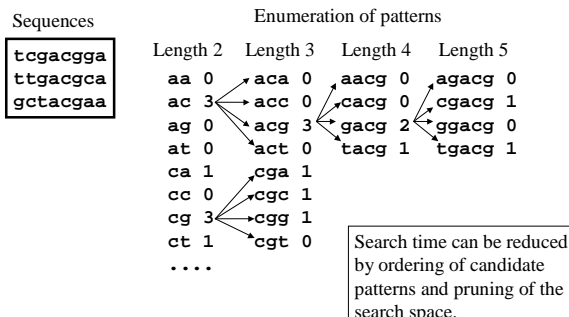 Sequences
Enumeration of patterns
tcgacgga
ttgacgca
gctacgaa
Length 2 Length 3 Length 4 Length 5
aa 0 aca 0 aacg 0 agacg 0
ac 3 acc 0 cacg 0 cgacg 1
ag 0 acg 3 gacg 2 ggacg 0
at 0 act 0 tacg 1 tgacg 1
ca 1 cga 1
cc 0 cgc 1
cg 3 cgg 1
ct 1 cgt 0
....
Search time can be reduced
by ordering of candidate
patterns and pruning of the
search space.